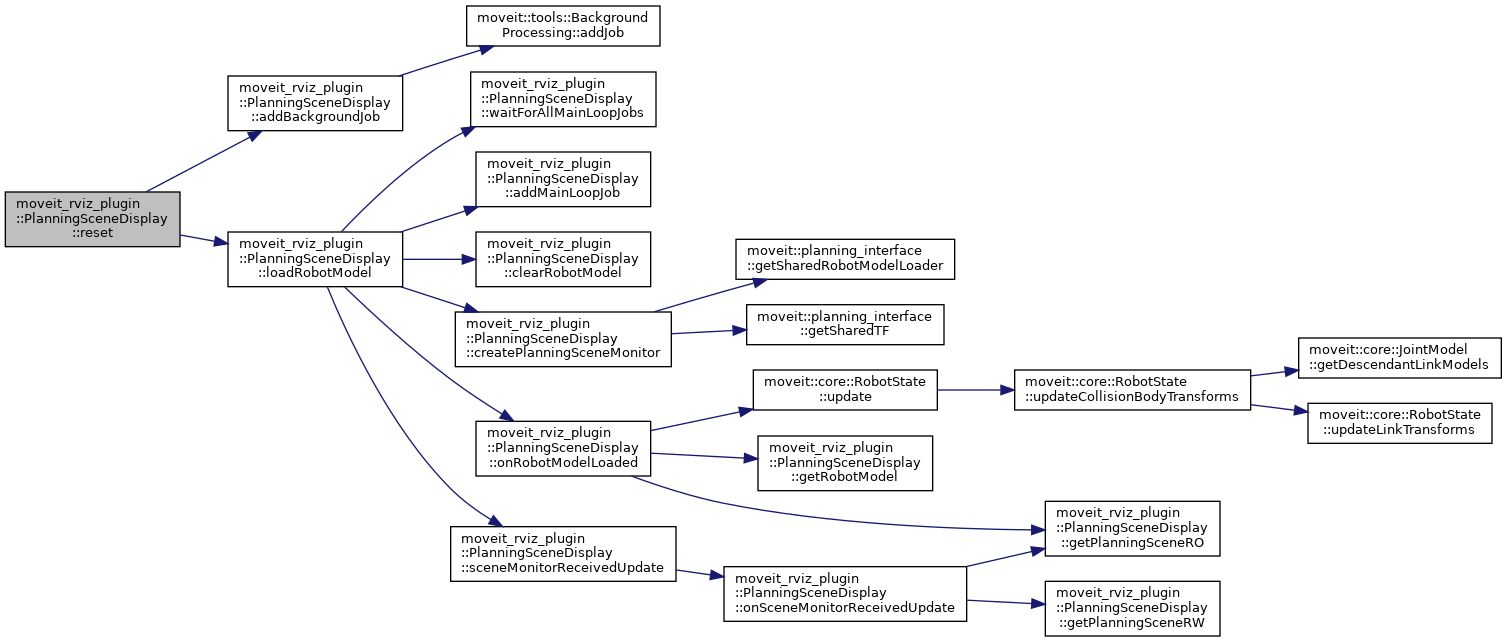 moveit_rviz_plugin
::PlanningSceneDisplay
::reset
moveit_rviz_plugin
::PlanningSceneDisplay
::addBackgroundJob
moveit::tools::Background
Processing::addJob
moveit_rviz_plugin
::PlanningSceneDisplay
::loadRobotModel
moveit_rviz_plugin
::PlanningSceneDisplay
::waitForAllMainLoopJobs
moveit_rviz_plugin
::PlanningSceneDisplay
::addMainLoopJob
moveit_rviz_plugin
::PlanningSceneDisplay
::clearRobotModel
moveit_rviz_plugin
::PlanningSceneDisplay
::createPlanningSceneMonitor
moveit::planning_interface
::getSharedRobotModelLoader
moveit::planning_interface
::getSharedTF
moveit_rviz_plugin
::PlanningSceneDisplay
::onRobotModelLoaded
moveit::core::RobotState
::update
moveit::core::RobotState
::updateCollisionBodyTransforms
moveit::core::JointModel
::getDescendantLinkModels
moveit::core::RobotState
::updateLinkTransforms
moveit_rviz_plugin
::PlanningSceneDisplay
::getRobotModel
moveit_rviz_plugin
::PlanningSceneDisplay
::getPlanningSceneRO
moveit_rviz_plugin
::PlanningSceneDisplay
::sceneMonitorReceivedUpdate
moveit_rviz_plugin
::PlanningSceneDisplay
::onSceneMonitorReceivedUpdate
moveit_rviz_plugin
::PlanningSceneDisplay
::getPlanningSceneRW